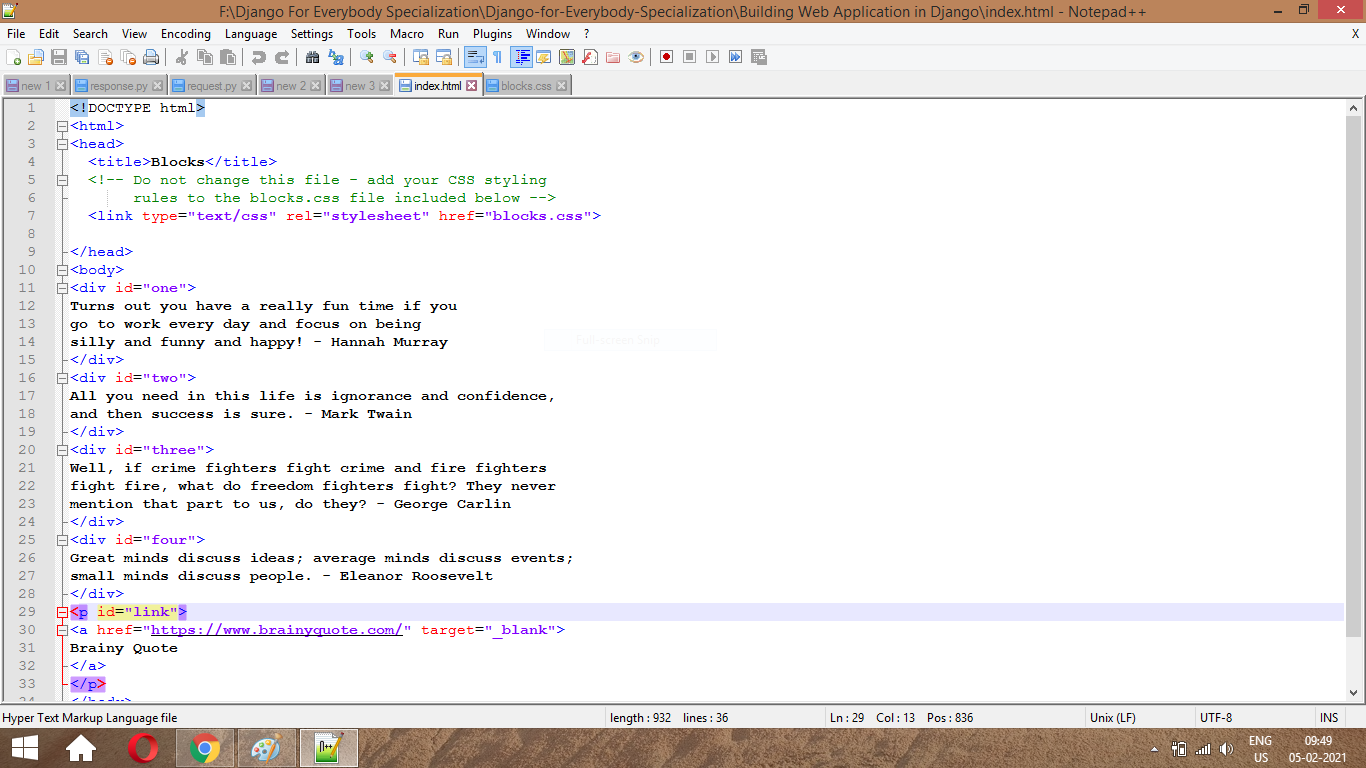 F:\Django For Everybody Specialization\Django-for-Everybody-Specialization\Building Web Application in Django\index.html - Notepad++
File Edit Search View Encoding Language Settings Tools Macro Run Plugins Window ? X
new 1 response.py request.py new 2 new 3 index.html blocks.css
1 <!DOCTYPE html>
2 <html>
3 <head>
4 <title>Blocks</title>
5 <!-- Do not change this file - add your CSS styling
6 rules to the blocks.css file included below -->
7 <link type="text/css" rel="stylesheet" href="blocks.css">
8
9 </head>
10 <body>
11 <div id="one">
12 Turns out you have a really fun time if you
13 go to work every day and focus on being
14 silly and funny and happy! - Hannah Murray
15 </div>
16 <div id="two">
17 All you need in this life is ignorance and confidence,
18 and then success is sure. - Mark Twain
19 </div>
20 <div id="three">
21 Well, if crime fighters fight crime and fire fighters
22 fight fire, what do freedom fighters fight? They never
23 mention that part to us, do they? - George Carlin
24 </div>
25 <div id="four">
26 Great minds discuss ideas; average minds discuss events;
27 small minds discuss people. - Eleanor Roosevelt
28 </div>
29 <p id="link">
30 <a href="https://www.brainyquote.com/" target="_blank">
31 Brainy Quote
32 </a>
33 </p>
34 </body>
Hyper Text Markup Language file length : 932 lines : 36 Ln : 29 Col : 13 Pos : 836 Unix (LF) UTF-8 INS
ENG 09:49
US 05-02-2021